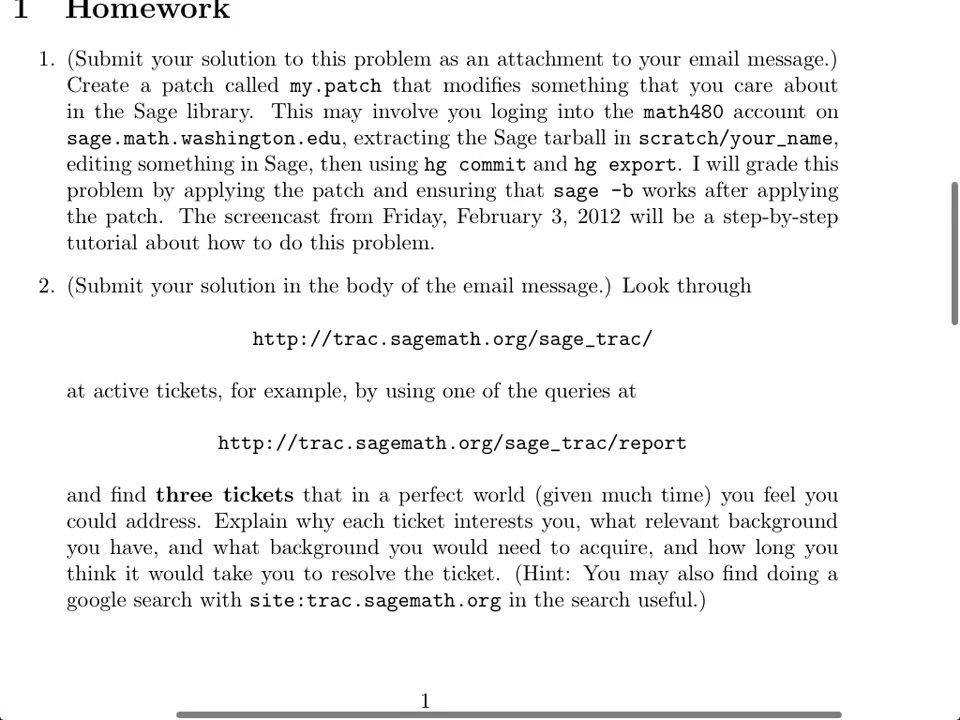 1 Homework
1. (Submit your solution to this problem as an attachment to your email message.)
Create a patch called my.patch that modifies something that you care about
in the Sage library. This may involve you loging into the math480 account on
sage.math.washington.edu, extracting the Sage tarball in scratch/your_name,
editing something in Sage, then using hg commit and hg export. I will grade this
problem by applying the patch and ensuring that sage -b works after applying
the patch. The screencast from Friday, February 3, 2012 will be a step-by-step
tutorial about how to do this problem.
2. (Submit your solution in the body of the email message.) Look through
http://trac.sagemath.org/sage_trac/
at active tickets, for example, by using one of the queries at
http://trac.sagemath.org/sage_trac/report
and find three tickets that in a perfect world (given much time) you feel you
could address. Explain why each ticket interests you, what relevant background
you have, and what background you would need to acquire, and how long you
think it would take you to resolve the ticket. (Hint: You may also find doing a
google search with site:trac.sagemath.org in the search useful.)
1